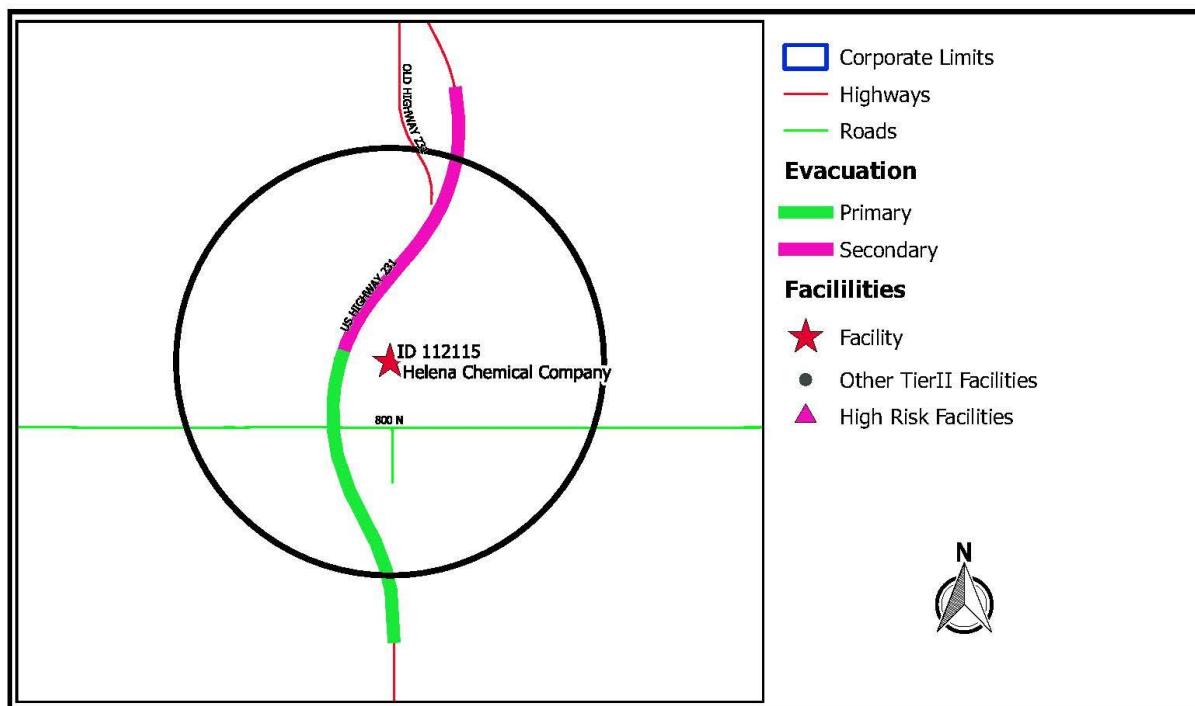 OLD HIGHWAY 231
US HIGHWAY 231
ID 112115
Helena Chemical Company
800 N
Corporate Limits
Highways
Roads
Evacuation
Primary
Secondary
Facililities
Facility
Other TierII Facilities
High Risk Facilities
N